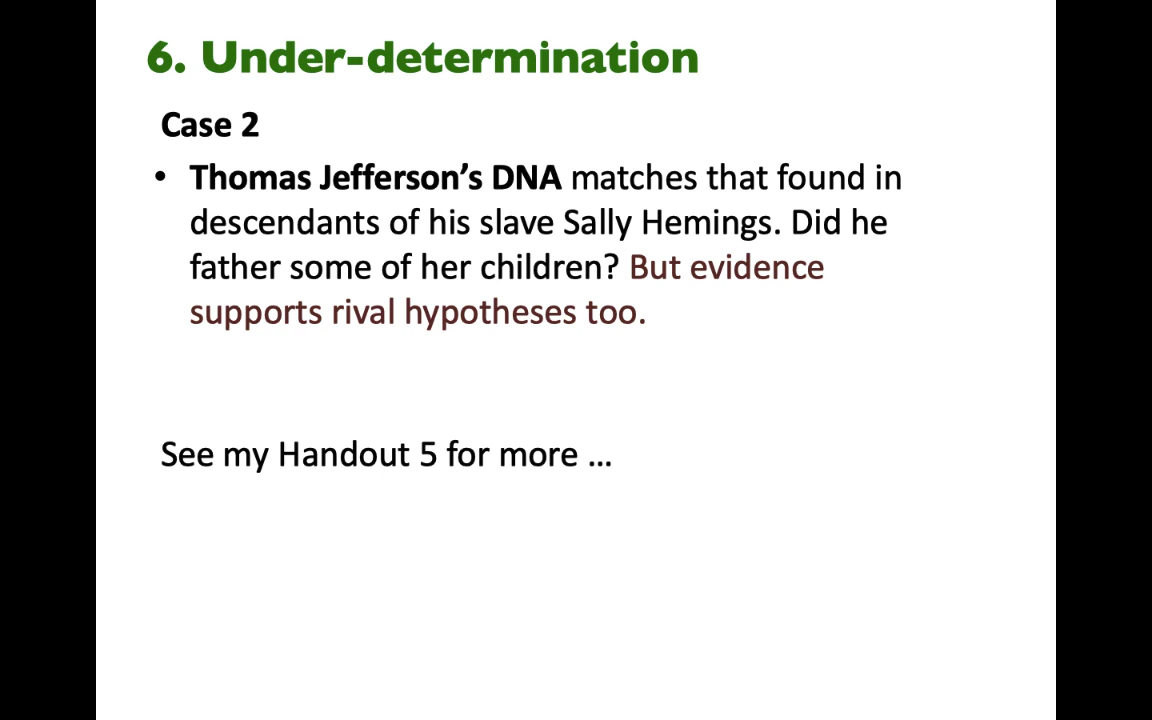 6. Under-determination
Case 2
• Thomas Jefferson’s DNA matches that found in
descendants of his slave Sally Hemings. Did he
father some of her children? But evidence
supports rival hypotheses too.
See my Handout 5 for more ...